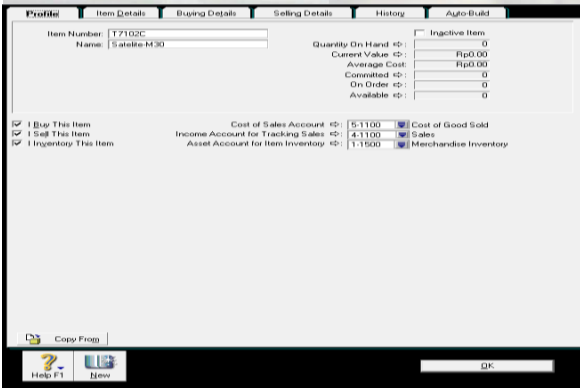 Profile Item Details Buying Details Selling Details History Auto-Build
Item Number: T7102C
Inactive Item
Name: Satelite-M30
Quantity On Hand ⇨: 0
Current Value ⇨: Rp0.00
Average Cost: Rp0.00
Committed ⇨: 0
On Order ⇨: 0
Available ⇨: 0
I Buy This Item Cost of Sales Account ⇨: 5-1100 Cost of Good Sold
I Sell This Item Income Account for Tracking Sales ⇨: 4-1100 Sales
I Inventory This Item Asset Account for Item Inventory ⇨: 1-1500 Merchandise Inventory
Copy From
Help F1 New OK